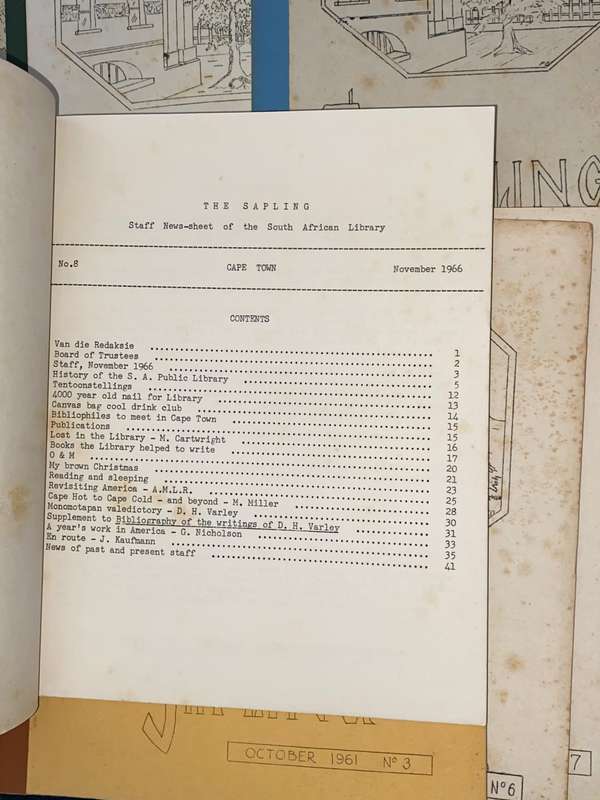 THE SAPLING
Staff News-sheet of the South African Library
No.8 CAPE TOWN November 1966
CONTENTS
Van die Redaksie 1
Board of Trustees 2
Staff, November 1966 3
History of the S. A. Public Library 5
Tentoonstellings 12
4000 year old nail for Library 13
Canvas bag cool drink club 14
Bibliophiles to meet in Cape Town 15
Publications 15
Lost in the Library - M. Cartwright 16
Books the Library helped to write 17
O & M 20
My brown Christmas 21
Reading and sleeping 23
Revisiting America - A.M.L.R. 25
Cape Hot to Cape Cold - and beyond - M. Miller 28
Monomotapan valedictory - D. H. Varley 30
Supplement to Bibliography of the writings of D. H. Varley 31
A year's work in America - G. Nicholson 33
En route - J. Kaufmann 35
News of past and present staff 41
LING
OCTOBER 1961 Nº 3
Nº 6
7